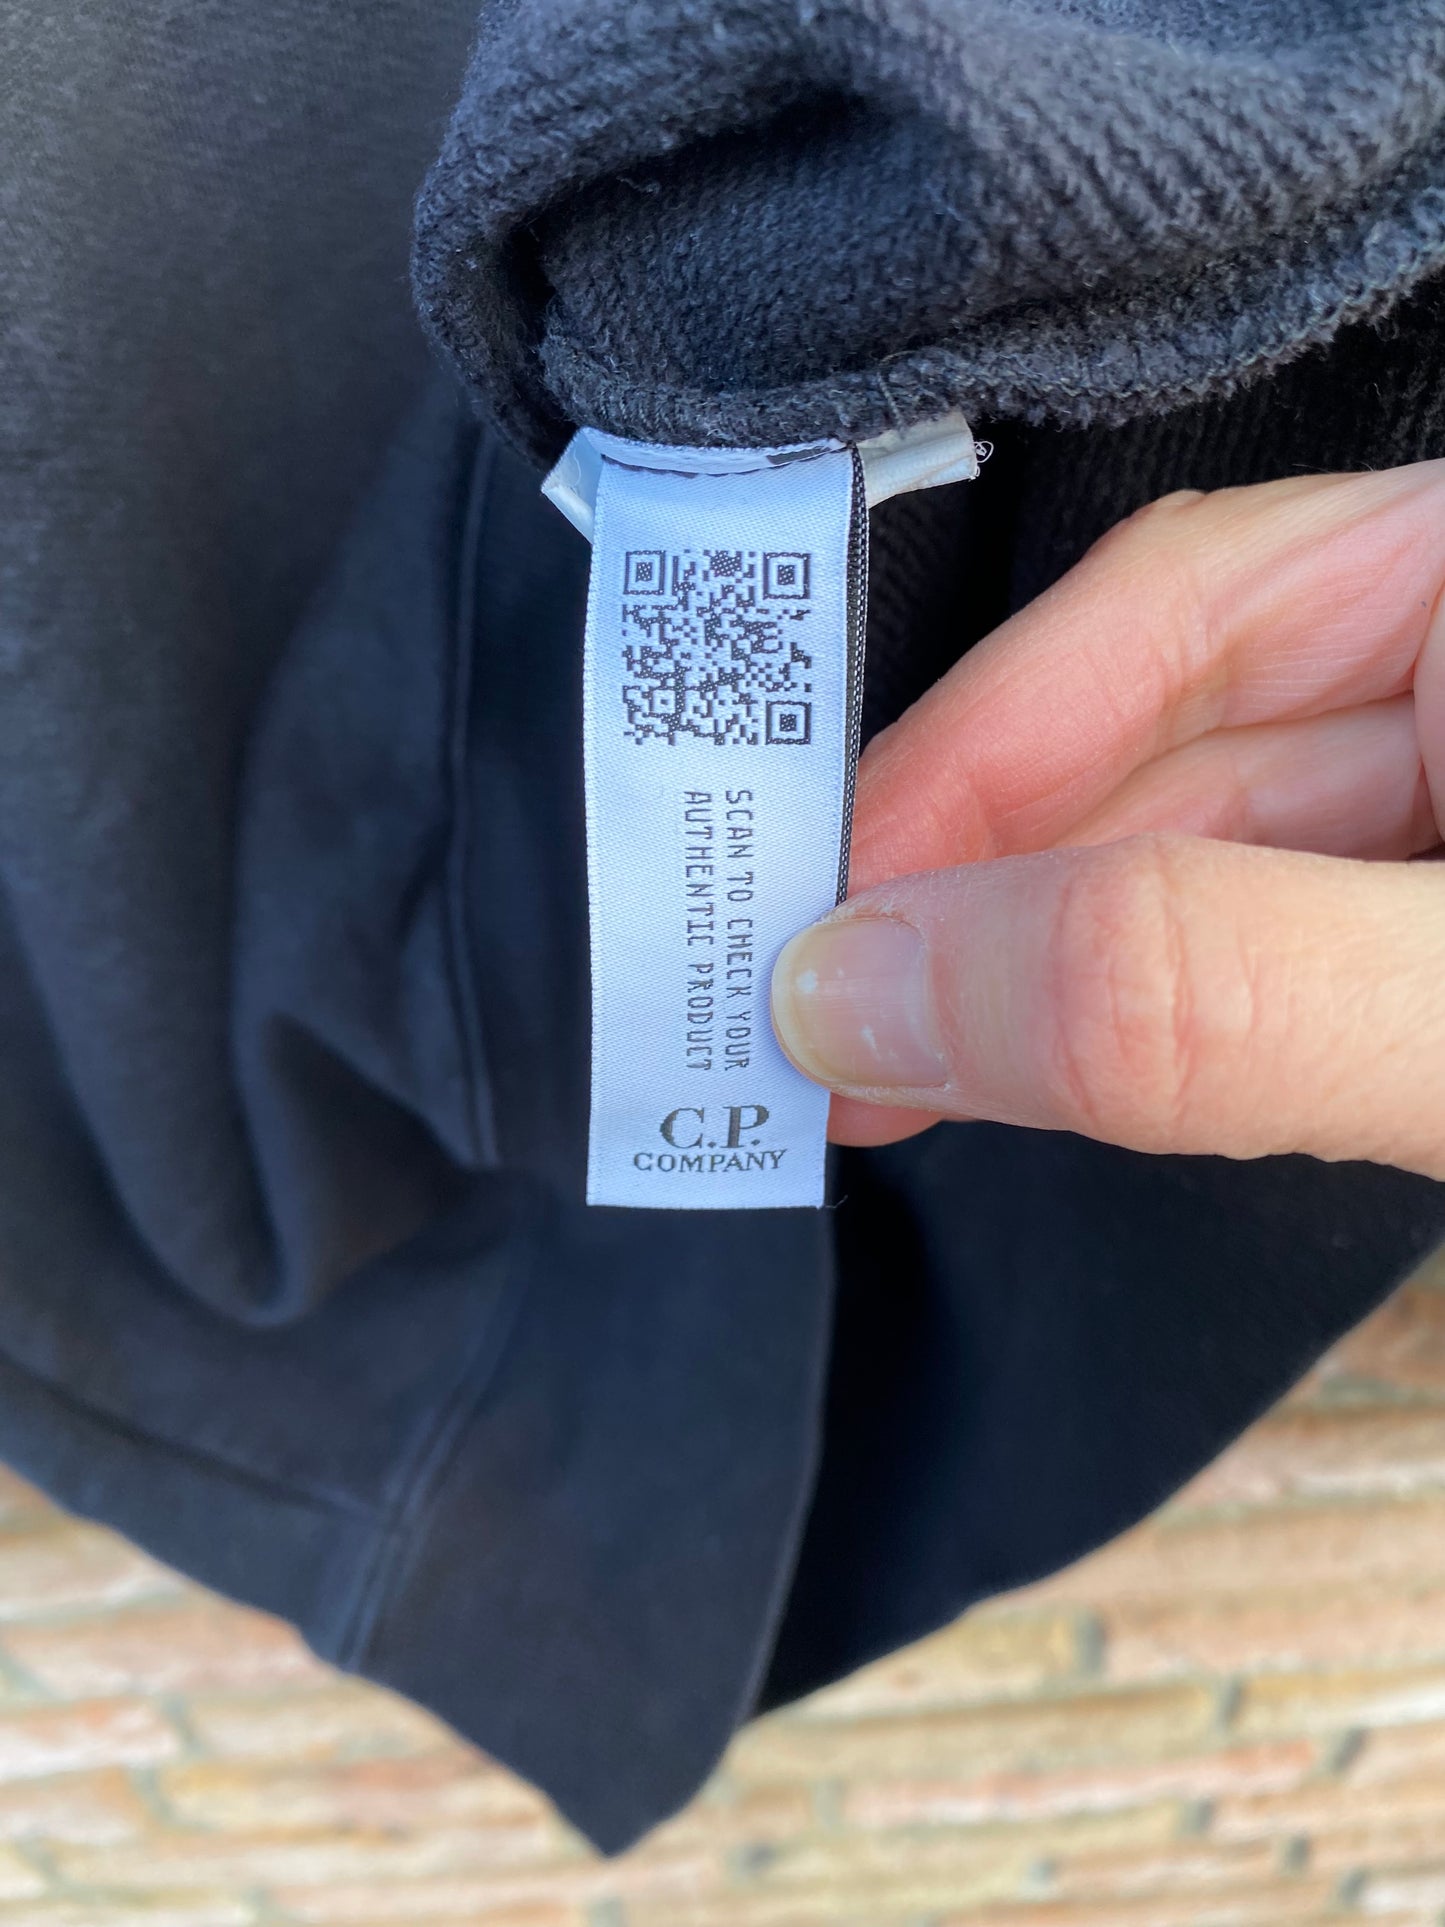 SCAN TO CHECK YOUR
AUTHENTIC PRODUCT
C.P.
COMPANY